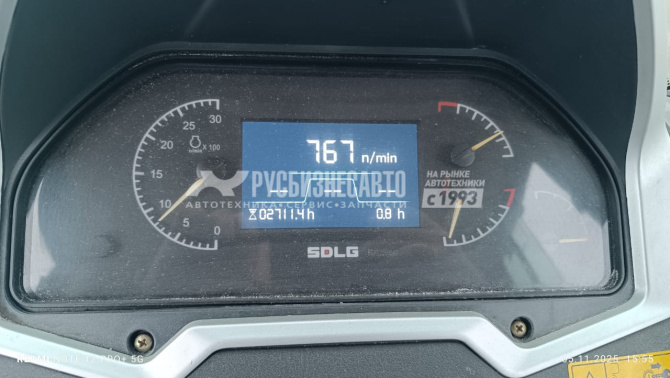 30
25
20
X 100
15
10
5
0
767 n/min
РУСБИЗНЕСАВТО
АВТОТЕХНИКА•СЕРВИС•ЗАПЧАСТИ
НА РЫНКЕ
АВТОТЕХНИКИ
с 1993
02711.4h 0.8 h
SDLG